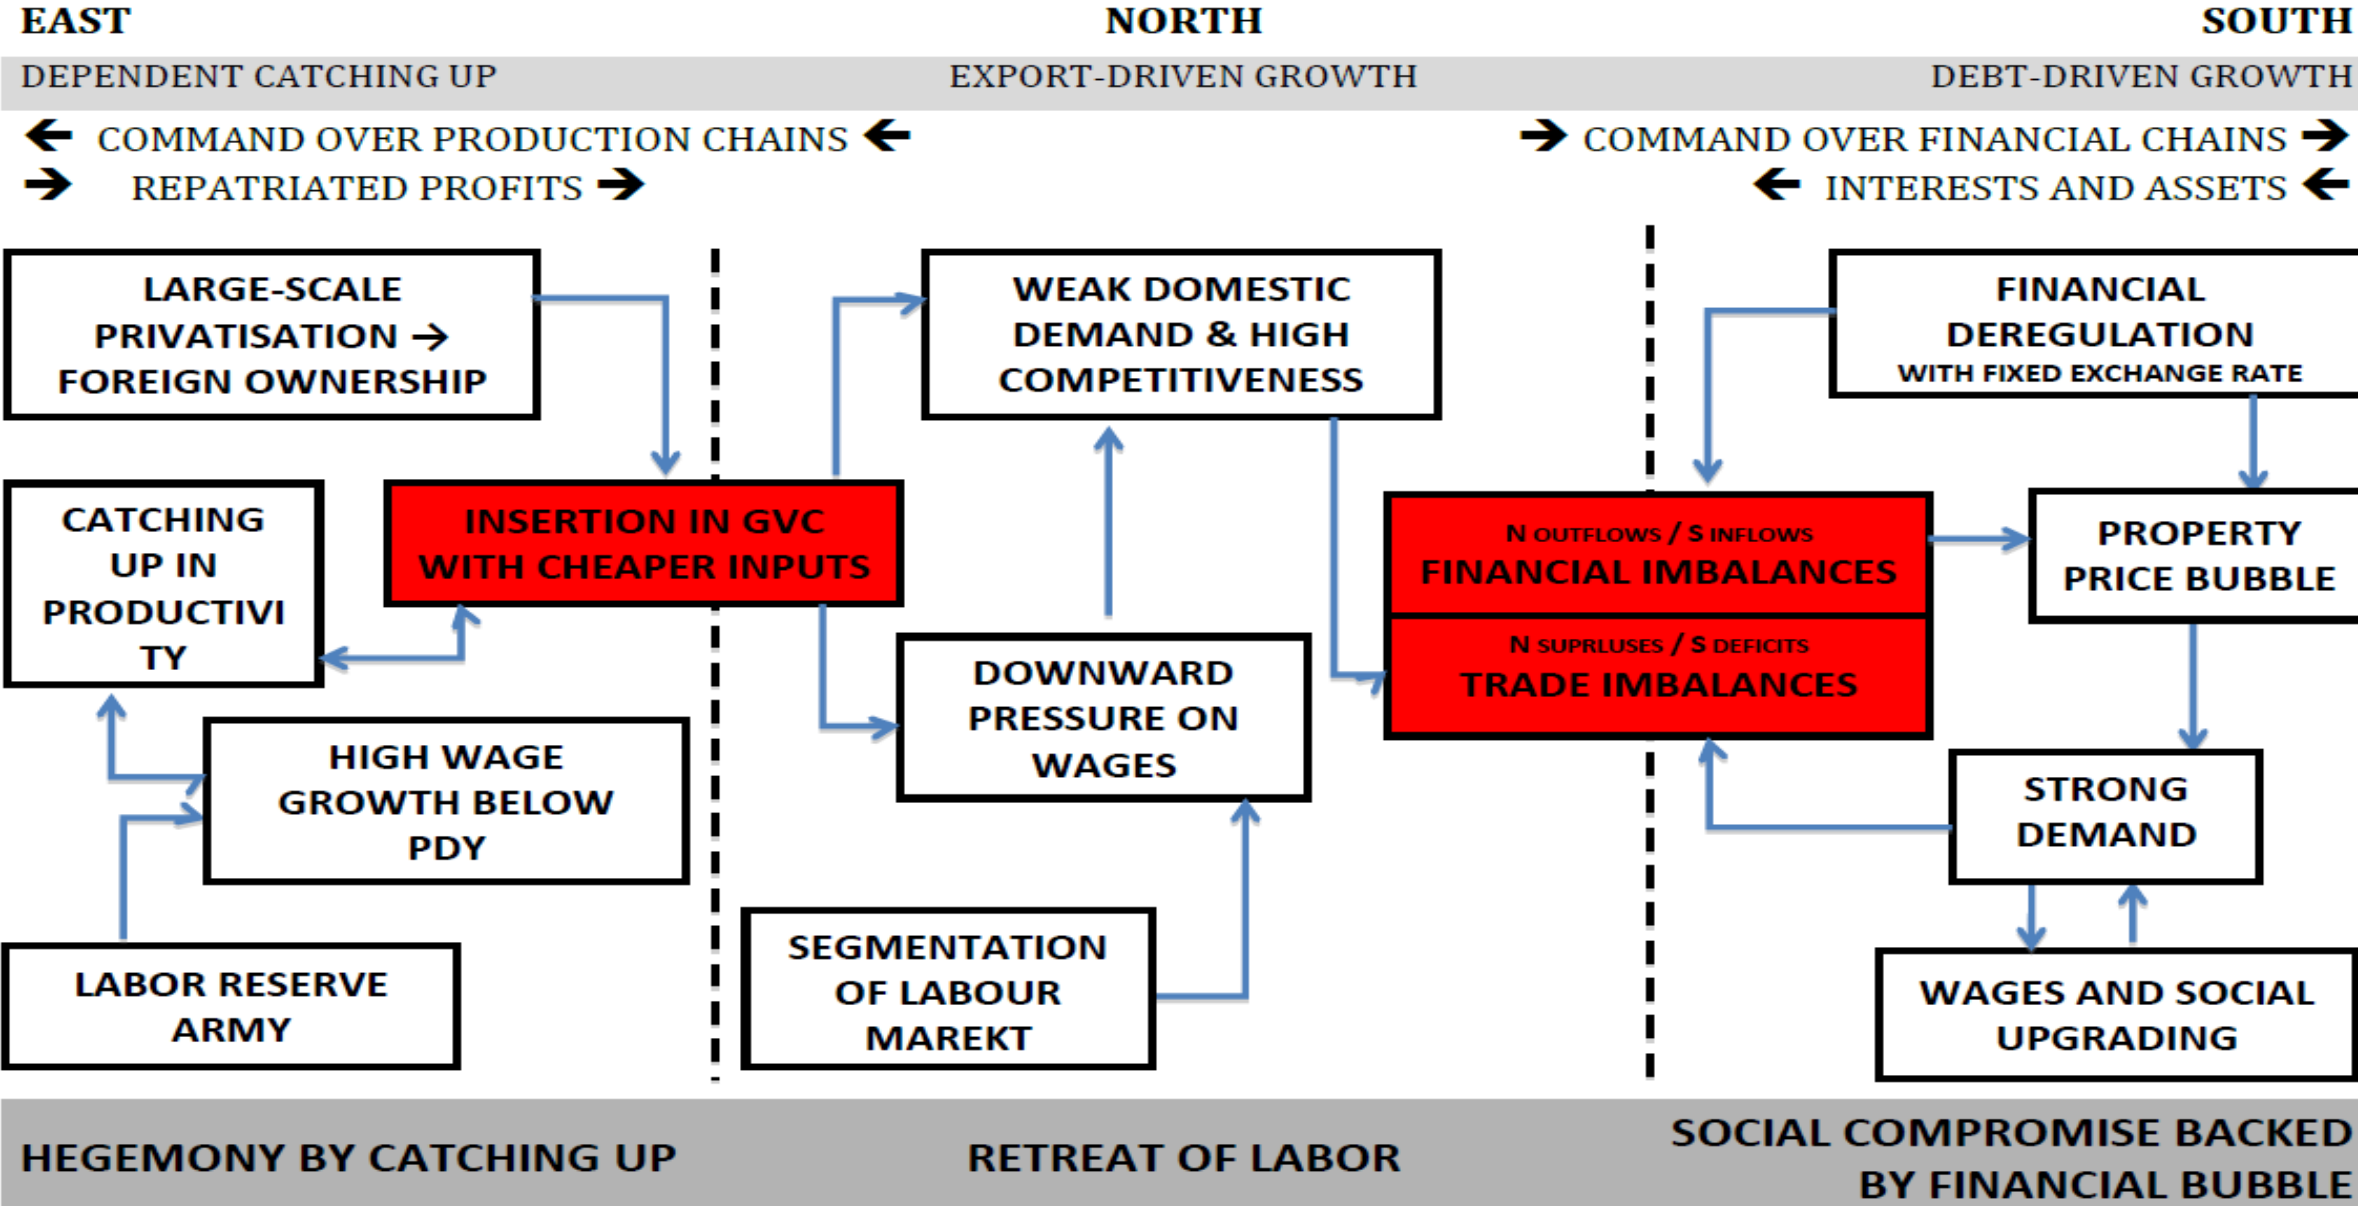 EAST
NORTH
SOUTH
DEPENDENT CATCHING UP
EXPORT-DRIVEN GROWTH
DEBT-DRIVEN GROWTH
← COMMAND OVER PRODUCTION CHAINS ←
→ COMMAND OVER FINANCIAL CHAINS →
→ REPATRIATED PROFITS →
← INTERESTS AND ASSETS ←
LARGE-SCALE
PRIVATISATION →
FOREIGN OWNERSHIP
WEAK DOMESTIC
DEMAND & HIGH
COMPETITIVENESS
FINANCIAL
DEREGULATION
WITH FIXED EXCHANGE RATE
CATCHING
UP IN
PRODUCTIVI
TY
INSERTION IN GVC
WITH CHEAPER INPUTS
N OUTFLOWS / S INFLOWS
FINANCIAL IMBALANCES
N SUPRLUSES / S DEFICITS
TRADE IMBALANCES
PROPERTY
PRICE BUBBLE
DOWNWARD
PRESSURE ON
WAGES
HIGH WAGE
GROWTH BELOW
PDY
STRONG
DEMAND
LABOR RESERVE
ARMY
SEGMENTATION
OF LABOUR
MAREKT
WAGES AND SOCIAL
UPGRADING
HEGEMONY BY CATCHING UP
RETREAT OF LABOR
SOCIAL COMPROMISE BACKED
BY FINANCIAL BUBBLE